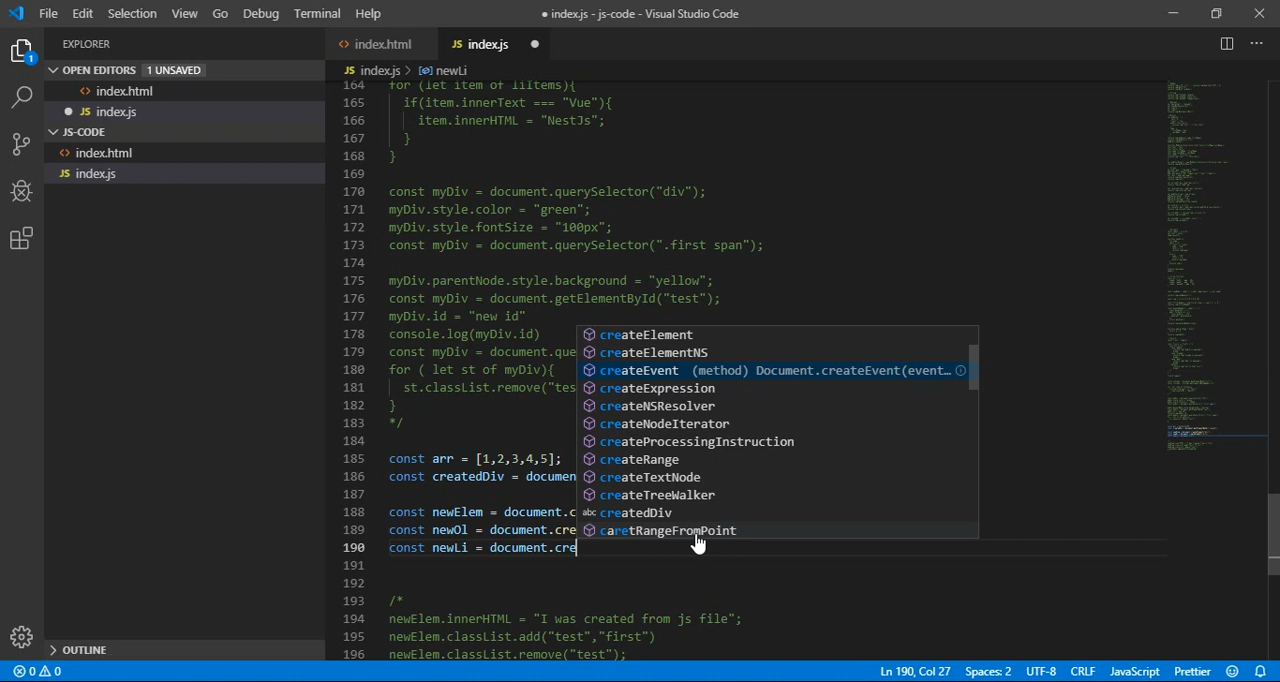 File Edit Selection View Go Debug Terminal Help
● index.js - js-code - Visual Studio Code
EXPLORER
OPEN EDITORS 1 UNSAVED
index.html
JS index.js
JS-CODE
index.html
JS index.js
OUTLINE
1
index.html JS index.js
JS index.js > newLi
164 for (let item of liItems){
165 if(item.innerText === "Vue"){
166 item.innerHTML = "NestJs";
167 }
168 }
169
170 const myDiv = document.querySelector("div");
171 myDiv.style.color = "green";
172 myDiv.style.fontSize = "100px";
173 const myDiv = document.querySelector(".first span");
174
175 myDiv.parentNode.style.background = "yellow";
176 const myDiv = document.getElementById("test");
177 myDiv.id = "new id"
178 console.log(myDiv.id)
179 const myDiv = document.que
180 for ( let st of myDiv){
181 st.classList.remove("tes
182 }
183 */
184
185 const arr = [1,2,3,4,5];
186 const createdDiv = documen
187
188 const newElem = document.c
189 const newOl = document.cre
190 const newLi = document.cre
191
192
193 /*
194 newElem.innerHTML = "I was created from js file";
195 newElem.classList.add("test","first")
196 newElem.classList.remove("test");
createElement
createElementNS
createEvent (method) Document.createEvent(event…
createExpression
createNSResolver
createNodeIterator
createProcessingInstruction
createRange
createTextNode
createTreeWalker
abc createdDiv
caretRangeFromPoint
0 0 Ln 190, Col 27 Spaces: 2 UTF-8 CRLF JavaScript Prettier